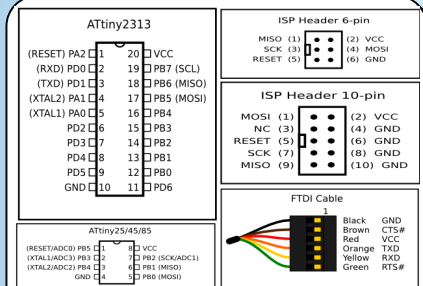 ATtiny2313
(RESET) PA2 1 20 VCC
(RXD) PD0 2 19 PB7 (SCL)
(TXD) PD1 3 18 PB6 (MISO)
(XTAL2) PA1 4 17 PB5 (MOSI)
(XTAL1) PA0 5 16 PB4
PD2 6 15 PB3
PD3 7 14 PB2
PD4 8 13 PB1
PD5 9 12 PB0
GND 10 11 PD6
ISP Header 6-pin
MISO (1) (2) VCC
SCK (3) (4) MOSI
RESET (5) (6) GND
ISP Header 10-pin
MOSI (1) (2) VCC
NC (3) (4) GND
RESET (5) (6) GND
SCK (7) (8) GND
MISO (9) (10) GND
ATtiny25/45/85
(RESET/ADC0) PB5 1 8 VCC
(XTAL1/ADC3) PB3 2 7 PB2 (SCK/ADC1)
(XTAL2/ADC2) PB4 3 6 PB1 (MISO)
GND 4 5 PB0 (MOSI)
FTDI Cable
1
Black GND
Brown CTS#
Red VCC
Orange TXD
Yellow RXD
Green RTS#